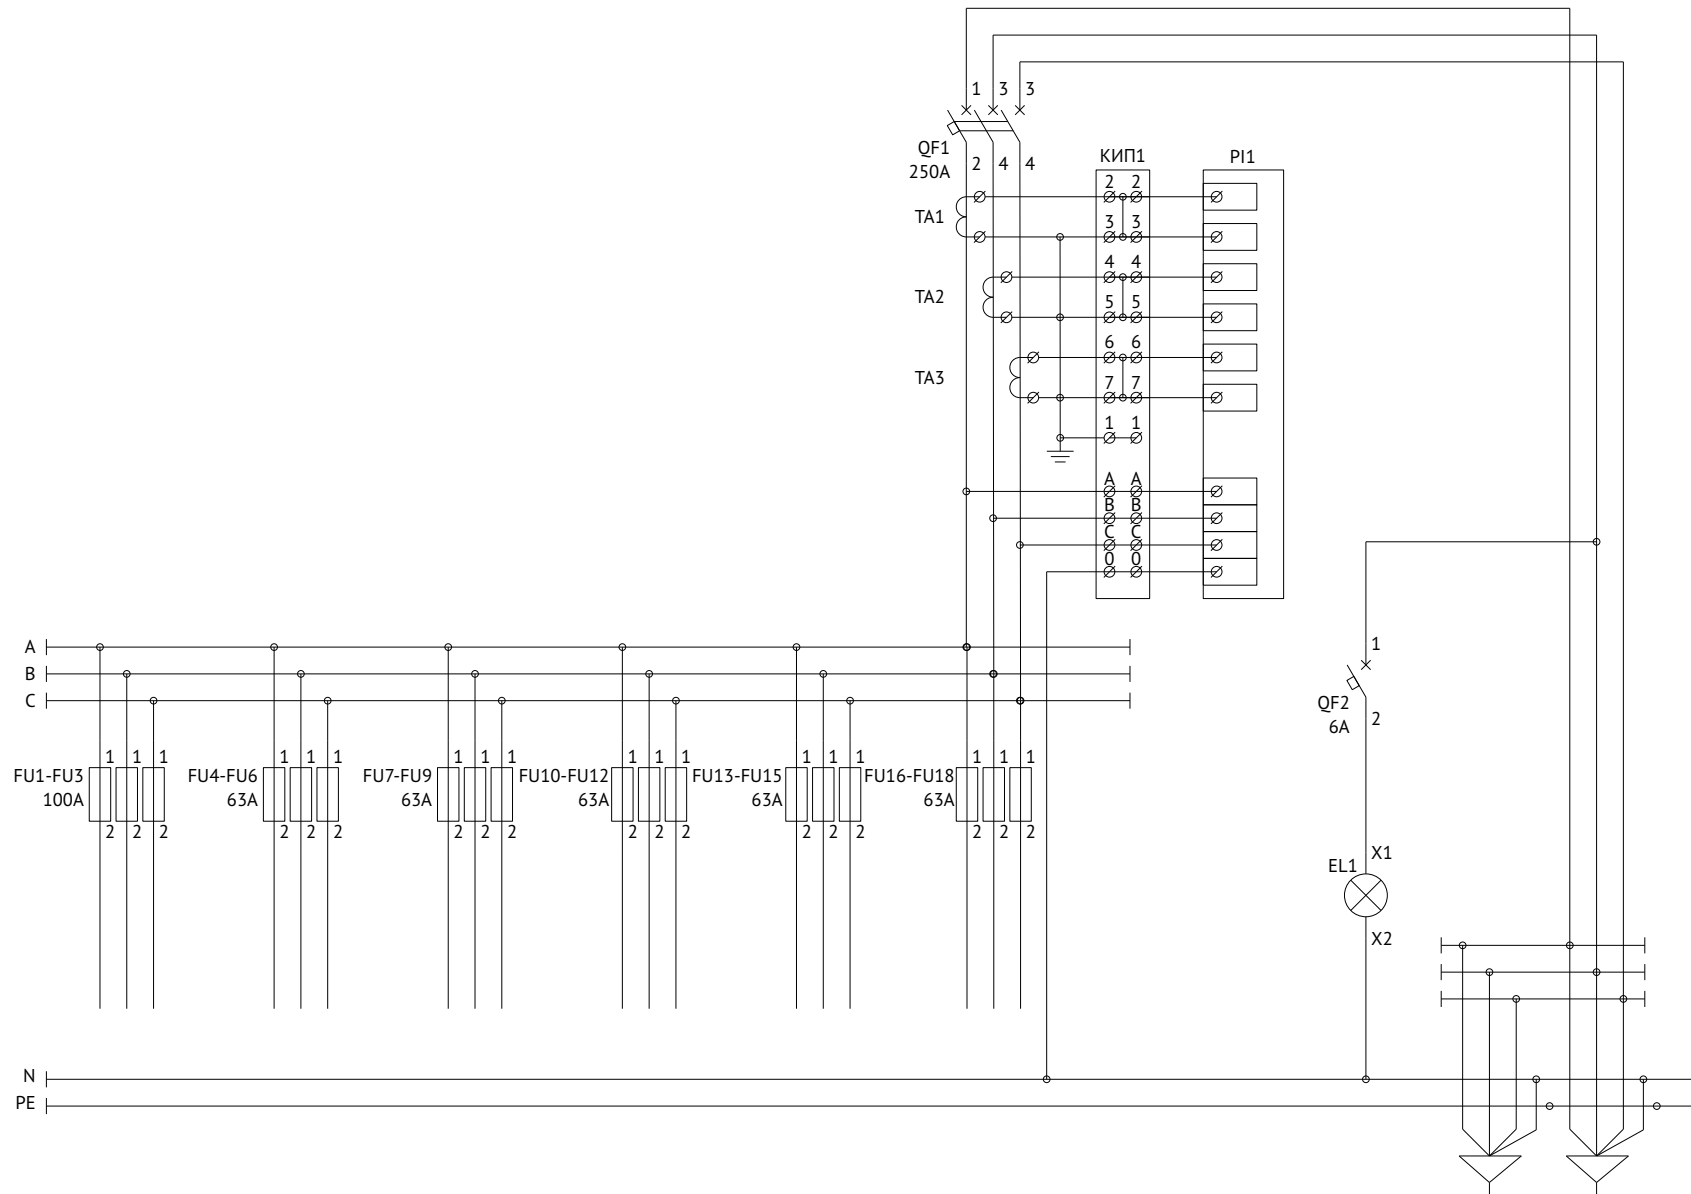 1 3 3
QF1
250A
2 4 4
КИП1
PI1
2 2
TA1
3 3
4 4
TA2
5 5
6 6
TA3
7 7
1 1
A A
B B
C C
0 0
A
B
C
1
QF2
6A
2
1 1 1 1 1 1 1 1 1 1 1 1 1 1 1 1 1 1
FU1-FU3 FU4-FU6 FU7-FU9 FU10-FU12 FU13-FU15 FU16-FU18
100A 63A 63A 63A 63A 63A
2 2 2 2 2 2 2 2 2 2 2 2 2 2 2 2 2 2
X1
EL1
X2
N
PE